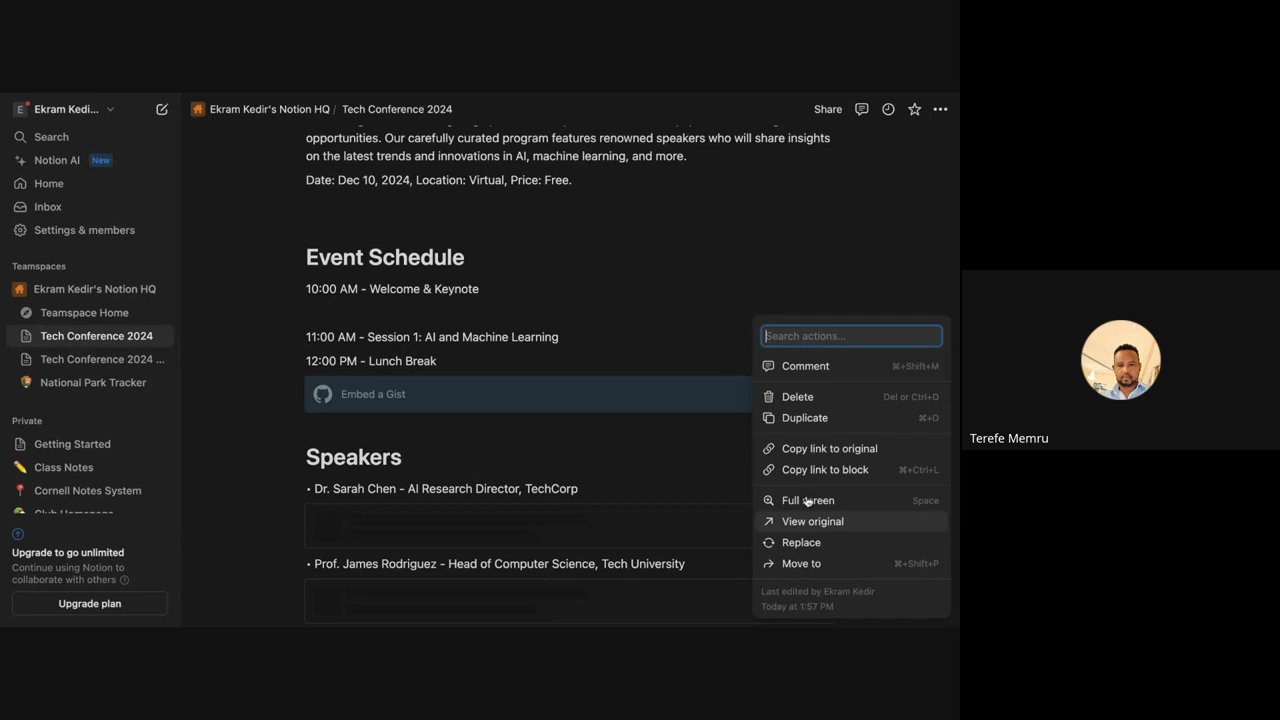 E Ekram Kedi...
Search
Notion AI New
Home
Inbox
Settings & members
Teamspaces
Ekram Kedir's Notion HQ
Teamspace Home
Tech Conference 2024
Tech Conference 2024 ...
National Park Tracker
Private
Getting Started
Class Notes
Cornell Notes System
Club Homepage
Upgrade to go unlimited
Continue using Notion to
collaborate with others
Upgrade plan
Ekram Kedir's Notion HQ / Tech Conference 2024
Share
opportunities. Our carefully curated program features renowned speakers who will share insights
on the latest trends and innovations in AI, machine learning, and more.
Date: Dec 10, 2024, Location: Virtual, Price: Free.
Event Schedule
10:00 AM - Welcome & Keynote
11:00 AM - Session 1: AI and Machine Learning
12:00 PM - Lunch Break
Embed a Gist
Speakers
• Dr. Sarah Chen - AI Research Director, TechCorp
• Prof. James Rodriguez - Head of Computer Science, Tech University
Search actions...
Comment ⌘+Shift+M
Delete Del or Ctrl+D
Duplicate ⌘+D
Copy link to original
Copy link to block ⌘+Ctrl+L
Full screen Space
View original
Replace
Move to ⌘+Shift+P
Last edited by Ekram Kedir
Today at 1:57 PM
Terefe Memru